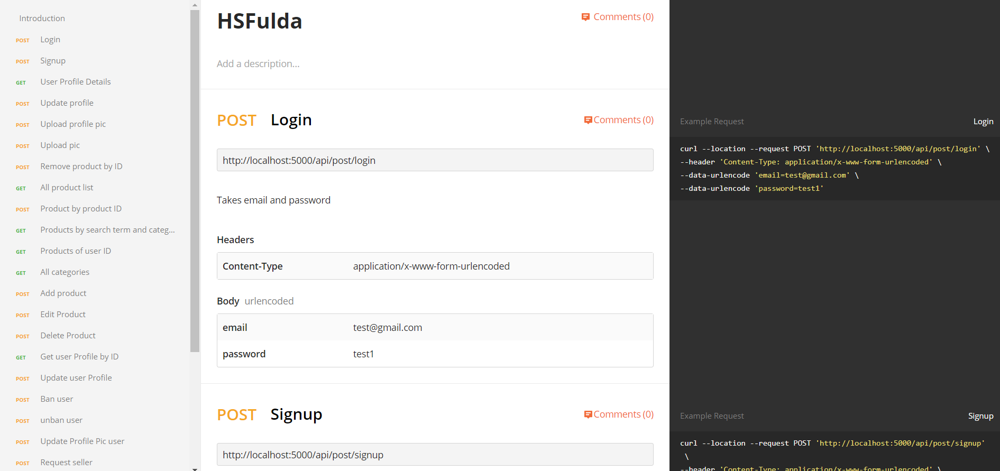 Introduction
POST Login
POST Signup
GET User Profile Details
POST Update profile
POST Upload profile pic
POST Upload pic
POST Remove product by ID
GET All product list
POST Product by product ID
GET Products by search term and categ...
GET Products of user ID
GET All categories
POST Add product
POST Edit Product
POST Delete Product
GET Get user Profile by ID
POST Update user Profile
POST Ban user
POST unban user
POST Update Profile Pic user
POST Request seller
HSFulda
Comments (0)
Add a description...
POST Login
Comments (0)
http://localhost:5000/api/post/login
Takes email and password
Headers
Content-Type application/x-www-form-urlencoded
Body urlencoded
email test@gmail.com
password test1
POST Signup
Comments (0)
http://localhost:5000/api/post/signup
Example Request Login
curl --location --request POST 'http://localhost:5000/api/post/login' \
--header 'Content-Type: application/x-www-form-urlencoded' \
--data-urlencode 'email=test@gmail.com' \
--data-urlencode 'password=test1'
Example Request Signup
curl --location --request POST 'http://localhost:5000/api/post/signup'
\
--header 'Content-Type: application/x-www-form-urlencoded' \